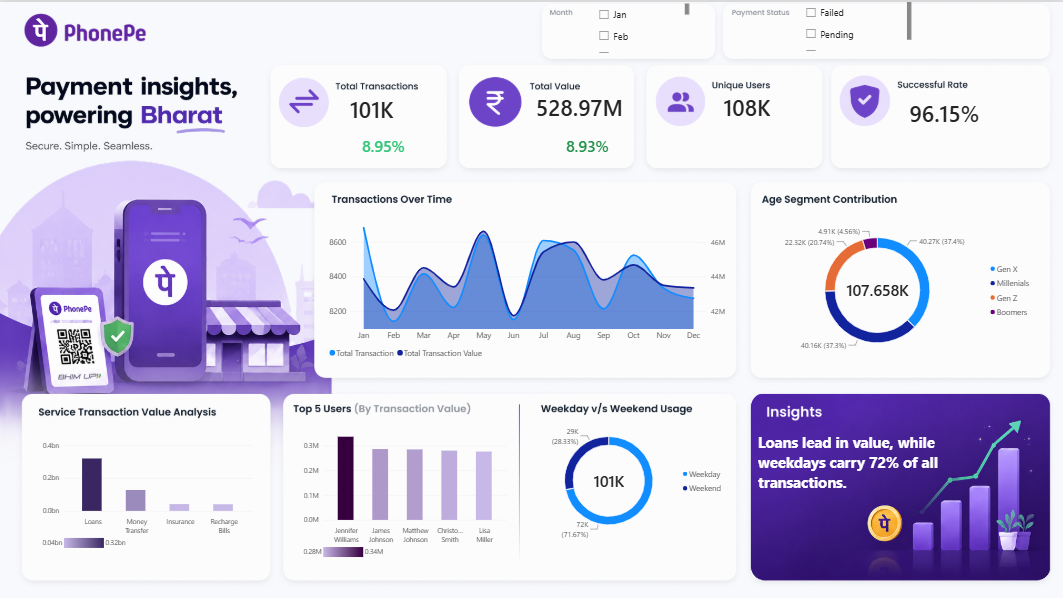 पे PhonePe
Month
Jan
Feb
Payment Status
Failed
Pending
Payment insights,
powering Bharat
Secure. Simple. Seamless.
Total Transactions
101K
8.95%
₹
Total Value
528.97M
8.93%
Unique Users
108K
Successful Rate
96.15%
पे
पे PhonePe
BHIM UPI
Transactions Over Time
8600
8400
8200
46M
44M
42M
Jan Feb Mar Apr May Jun Jul Aug Sep Oct Nov Dec
Total Transaction Total Transaction Value
Age Segment Contribution
4.91K (4.56%)
22.32K (20.74%)
40.27K (37.4%)
107.658K
40.16K (37.3%)
Gen X
Millenials
Gen Z
Boomers
Service Transaction Value Analysis
0.4bn
0.2bn
0.0bn
Loans
Money Transfer
Insurance
Recharge Bills
0.04bn 0.32bn
Top 5 Users (By Transaction Value)
0.3M
0.2M
0.1M
0.0M
Jennifer Williams
James Johnson
Matthew Johnson
Christo... Smith
Lisa Miller
0.28M 0.34M
Weekday v/s Weekend Usage
29K
(28.33%)
101K
72K
(71.67%)
Weekday
Weekend
Insights
Loans lead in value, while
weekdays carry 72% of all
transactions.
पे